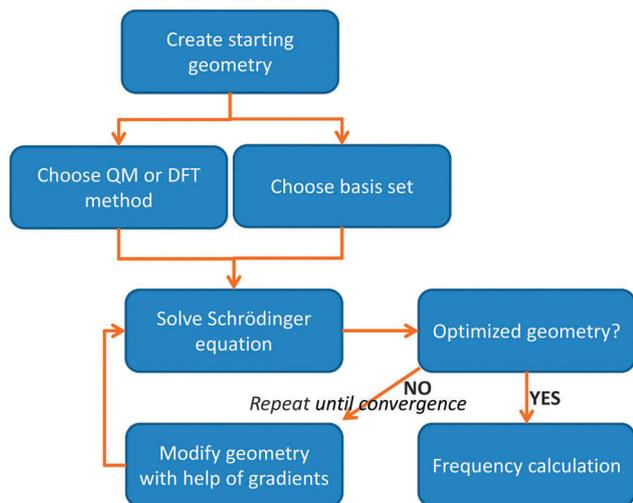 Create starting
geometry
Choose QM or DFT
method
Choose basis set
Solve Schrödinger
equation
Optimized geometry?
NO
YES
Repeat until convergence
Modify geometry
with help of gradients
Frequency calculation